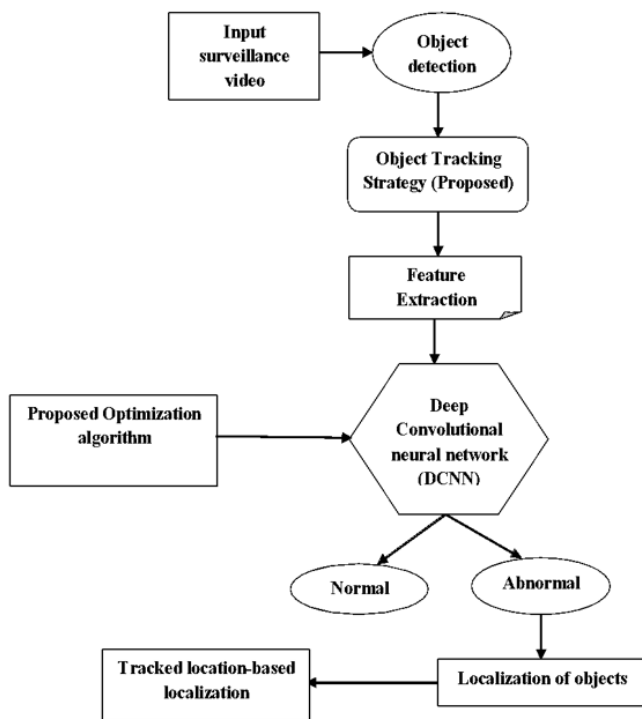 Input
surveillance
video
Object
detection
Object Tracking
Strategy (Proposed)
Feature
Extraction
Proposed Optimization
algorithm
Deep
Convolutional
neural network
(DCNN)
Normal
Abnormal
Tracked location-based
localization
Localization of objects